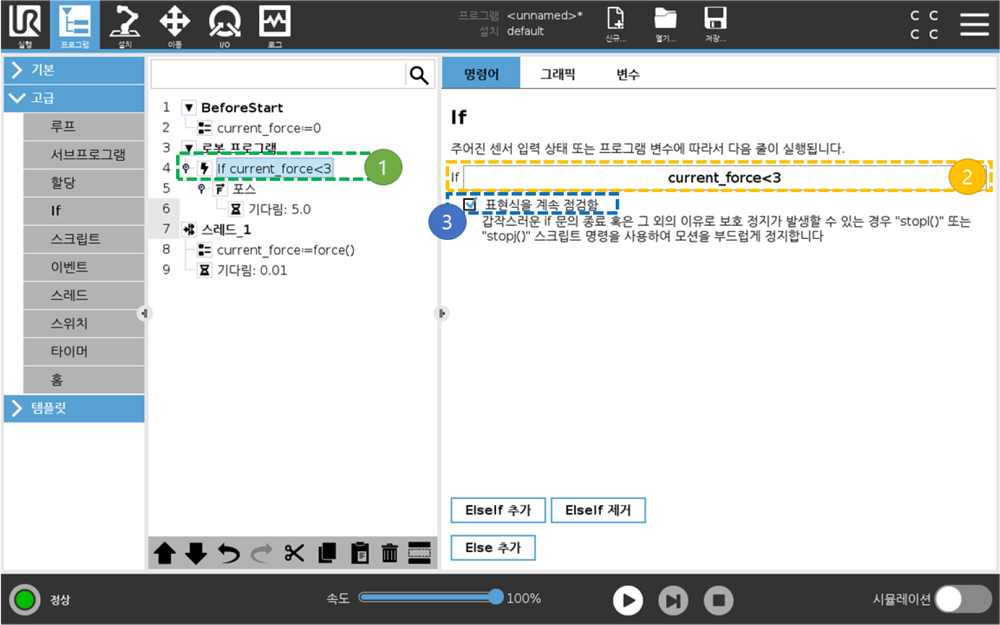 UR
실행
프로그램
설치
이동
I/O
로그
프로그램 <unnamed>*
설치 default
신규...
열기...
저장...
C C
C C
기본
고급
루프
서브프로그램
할당
If
스크립트
이벤트
스레드
스위치
타이머
홈
템플릿
1 BeforeStart
2 current_force:=0
3 로봇 프로그램
4 If current_force<3
5 포스
6 기다림: 5.0
7 스레드_1
8 current_force:=force()
9 기다림: 0.01
1
명령어 그래픽 변수
If
주어진 센서 입력 상태 또는 프로그램 변수에 따라서 다음 줄이 실행됩니다.
If current_force<3
2
표현식을 계속 점검함
3
갑작스러운 if 문의 종료 혹은 그 외의 이유로 보호 정지가 발생할 수 있는 경우 "stopl()" 또는
"stopj()" 스크립트 명령을 사용하여 모션을 부드럽게 정지합니다
ElseIf 추가 ElseIf 제거
Else 추가
정상
속도 100%
시뮬레이션